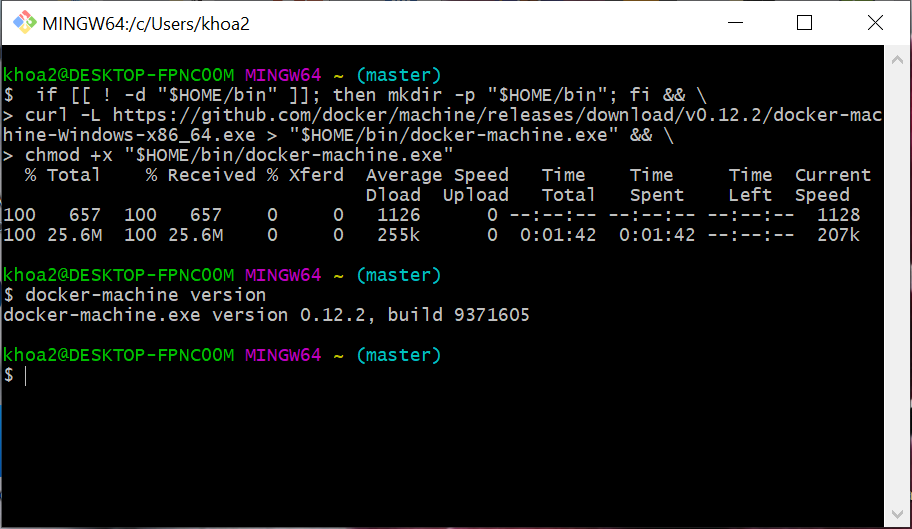 MINGW64:/c/Users/khoa2
khoa2@DESKTOP-FPNCOOM MINGW64 ~ (master)
$  if [[ ! -d "$HOME/bin" ]]; then mkdir -p "$HOME/bin"; fi && \
> curl -L https://github.com/docker/machine/releases/download/v0.12.2/docker-mac
hine-Windows-x86_64.exe > "$HOME/bin/docker-machine.exe" && \
> chmod +x "$HOME/bin/docker-machine.exe"
  % Total    % Received % Xferd  Average Speed   Time    Time     Time  Current
                                 Dload  Upload   Total   Spent    Left  Speed
100   657  100   657    0     0   1126      0 --:--:-- --:--:-- --:--:--  1128
100 25.6M  100 25.6M    0     0   255k      0  0:01:42  0:01:42 --:--:--  207k
khoa2@DESKTOP-FPNCOOM MINGW64 ~ (master)
$ docker-machine version
docker-machine.exe version 0.12.2, build 9371605
khoa2@DESKTOP-FPNCOOM MINGW64 ~ (master)
$